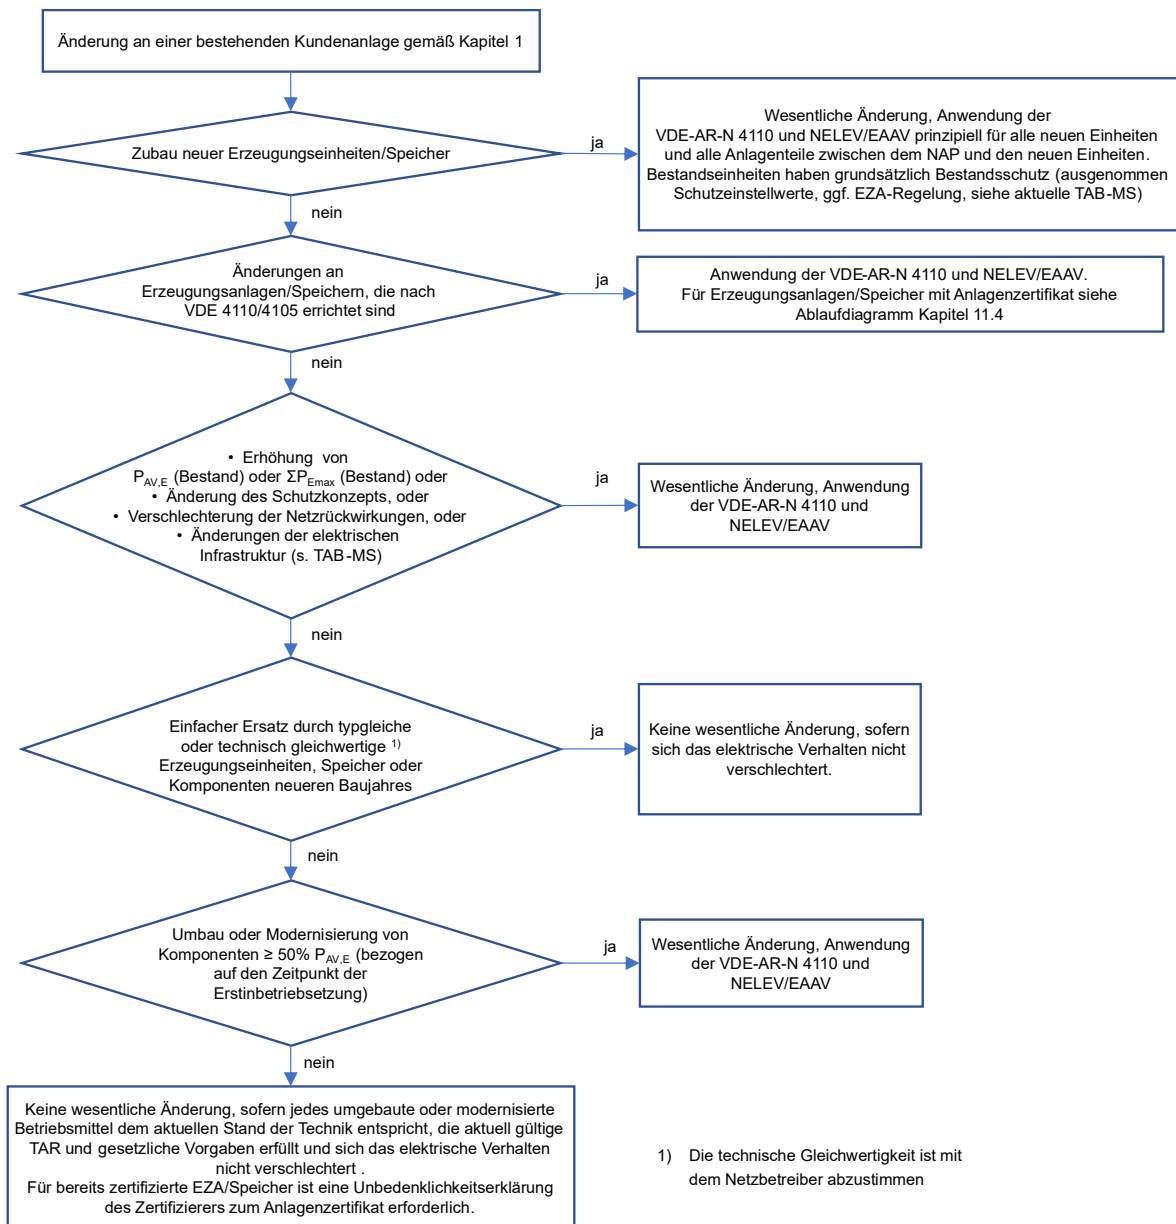 Änderung an einer bestehenden Kundenanlage gemäß Kapitel 1
Zubau neuer Erzeugungseinheiten/Speicher
ja
Wesentliche Änderung, Anwendung der
VDE-AR-N 4110 und NELEV/EAAV prinzipiell für alle neuen Einheiten
und alle Anlagenteile zwischen dem NAP und den neuen Einheiten.
Bestandseinheiten haben grundsätzlich Bestandsschutz (ausgenommen
Schutzeinstellwerte, ggf. EZA-Regelung, siehe aktuelle TAB-MS)
nein
Änderungen an
Erzeugungsanlagen/Speichern, die nach
VDE 4110/4105 errichtet sind
ja
Anwendung der VDE-AR-N 4110 und NELEV/EAAV.
Für Erzeugungsanlagen/Speicher mit Anlagenzertifikat siehe
Ablaufdiagramm Kapitel 11.4
nein
• Erhöhung von
P_AV,E (Bestand) oder ΣP_Emax (Bestand) oder
• Änderung des Schutzkonzepts, oder
• Verschlechterung der Netzrückwirkungen, oder
• Änderungen der elektrischen
Infrastruktur (s. TAB-MS)
ja
Wesentliche Änderung, Anwendung
der VDE-AR-N 4110 und
NELEV/EAAV
nein
Einfacher Ersatz durch typgleiche
oder technisch gleichwertige 1)
Erzeugungseinheiten, Speicher oder
Komponenten neueren Baujahres
ja
Keine wesentliche Änderung, sofern
sich das elektrische Verhalten nicht
verschlechtert.
nein
Umbau oder Modernisierung von
Komponenten ≥ 50% P_AV,E (bezogen
auf den Zeitpunkt der
Erstinbetriebsetzung)
ja
Wesentliche Änderung, Anwendung
der VDE-AR-N 4110 und
NELEV/EAAV
nein
Keine wesentliche Änderung, sofern jedes umgebaute oder modernisierte
Betriebsmittel dem aktuellen Stand der Technik entspricht, die aktuell gültige
TAR und gesetzliche Vorgaben erfüllt und sich das elektrische Verhalten
nicht verschlechtert .
Für bereits zertifizierte EZA/Speicher ist eine Unbedenklichkeitserklärung
des Zertifizierers zum Anlagenzertifikat erforderlich.
1) Die technische Gleichwertigkeit ist mit
dem Netzbetreiber abzustimmen